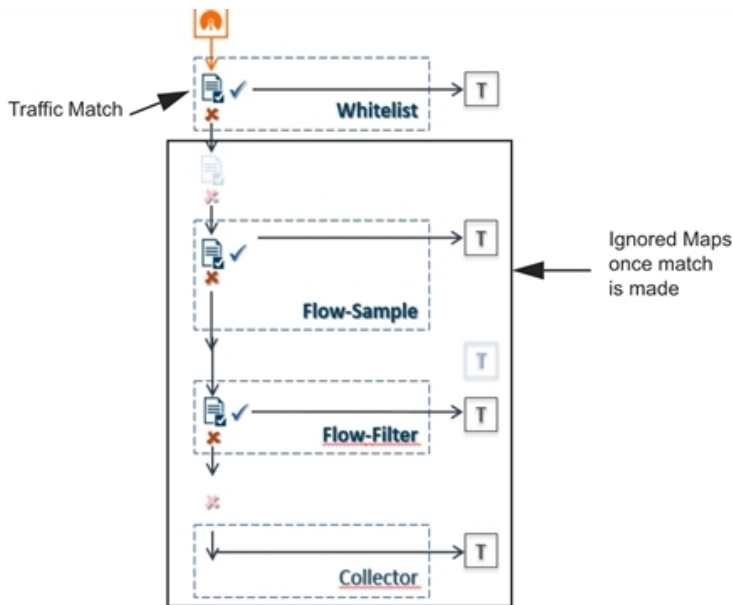 T
Traffic Match
Whitelist
T
Ignored Maps
once match
is made
Flow-Sample
T
T
Flow-Filter
T
Collector